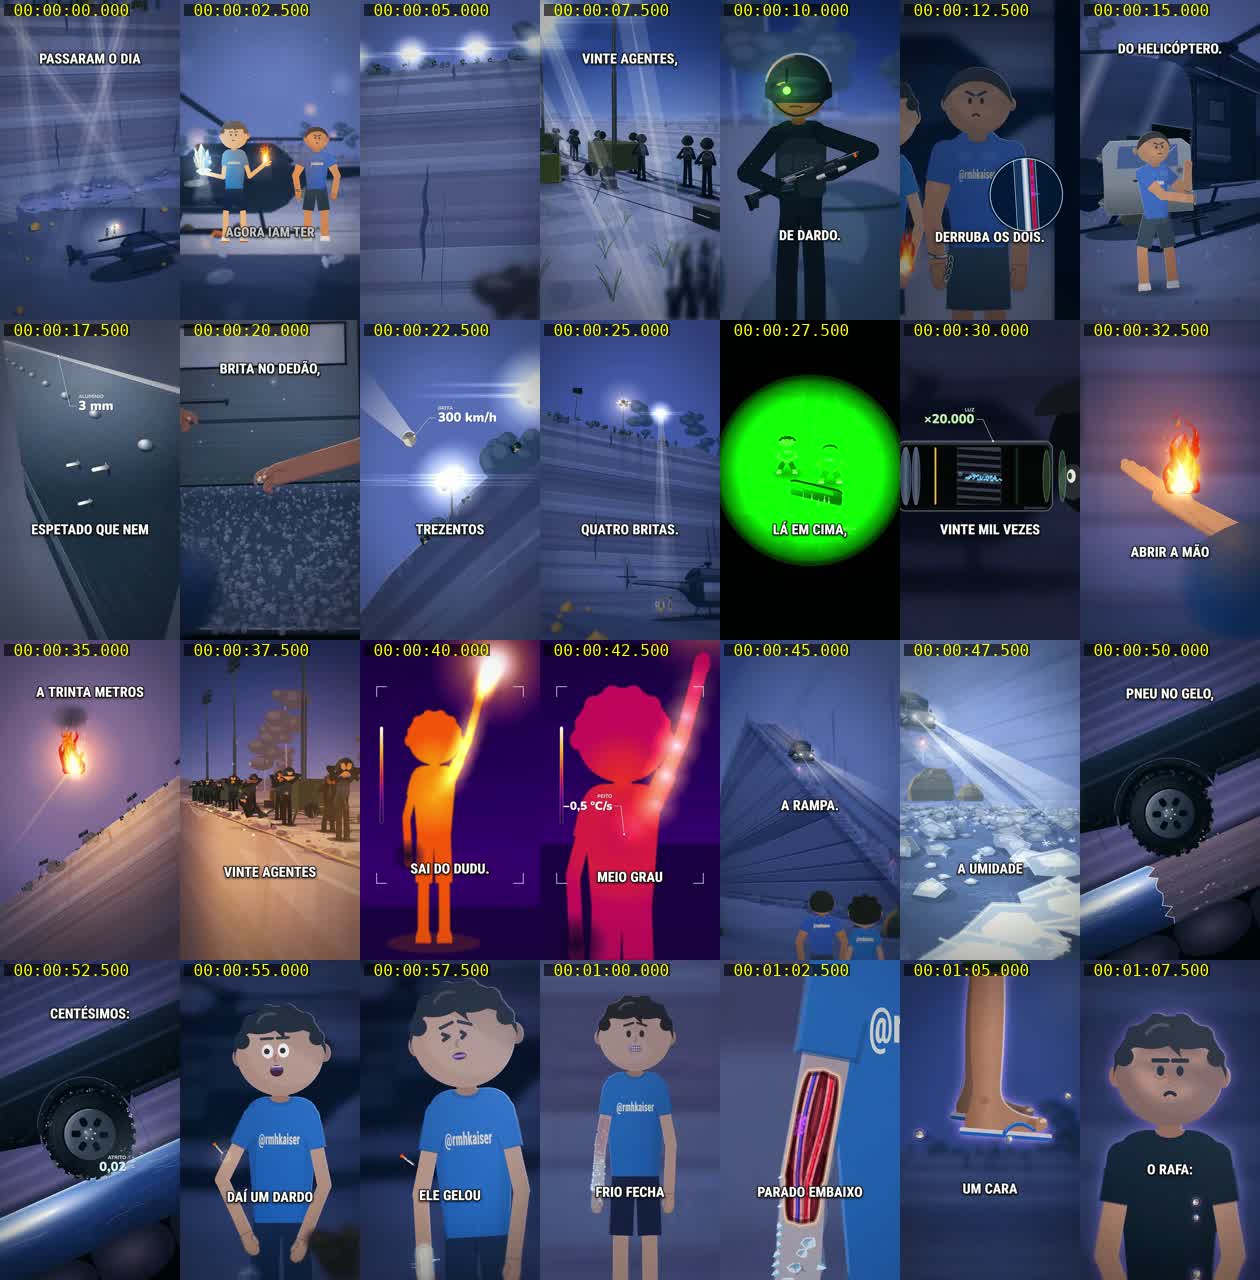 00:00:00.000
PASSARAM O DIA
00:00:02.500
AGORA IAM TER
00:00:05.000
00:00:07.500
VINTE AGENTES,
00:00:10.000
DE DARDO.
00:00:12.500
@rmhkaiser
DERRUBA OS DOIS.
00:00:15.000
DO HELICÓPTERO.
00:00:17.500
ALUMÍNIO
3 mm
ESPETADO QUE NEM
00:00:20.000
BRITA NO DEDÃO,
00:00:22.500
BRITA
300 km/h
TREZENTOS
00:00:25.000
QUATRO BRITAS.
00:00:27.500
LÁ EM CIMA,
00:00:30.000
LUZ
×20.000
VINTE MIL VEZES
00:00:32.500
ABRIR A MÃO
00:00:35.000
A TRINTA METROS
00:00:37.500
VINTE AGENTES
00:00:40.000
SAI DO DUDU.
00:00:42.500
PEITO
−0,5 °C/s
MEIO GRAU
00:00:45.000
A RAMPA.
00:00:47.500
A UMIDADE
00:00:50.000
PNEU NO GELO,
00:00:52.500
CENTÉSIMOS:
ATRITO
0,02
00:00:55.000
@rmhkaiser
DAÍ UM DARDO
00:00:57.500
@rmhkaiser
ELE GELOU
00:01:00.000
@rmhkaiser
FRIO FECHA
00:01:02.500
@r
PARADO EMBAIXO
00:01:05.000
UM CARA
00:01:07.500
O RAFA: